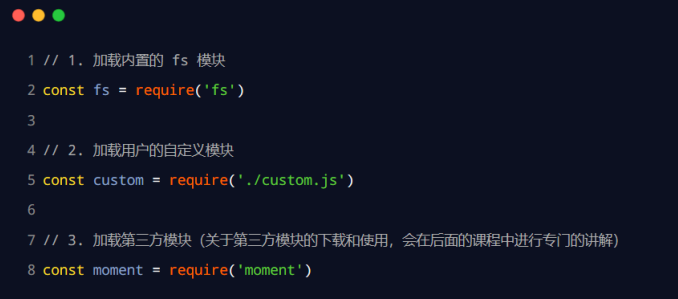 1 // 1. 加载内置的 fs 模块
2 const fs = require('fs')
3
4 // 2. 加载用户的自定义模块
5 const custom = require('./custom.js')
6
7 // 3. 加载第三方模块（关于第三方模块的下载和使用，会在后面的课程中进行专门的讲解）
8 const moment = require('moment')